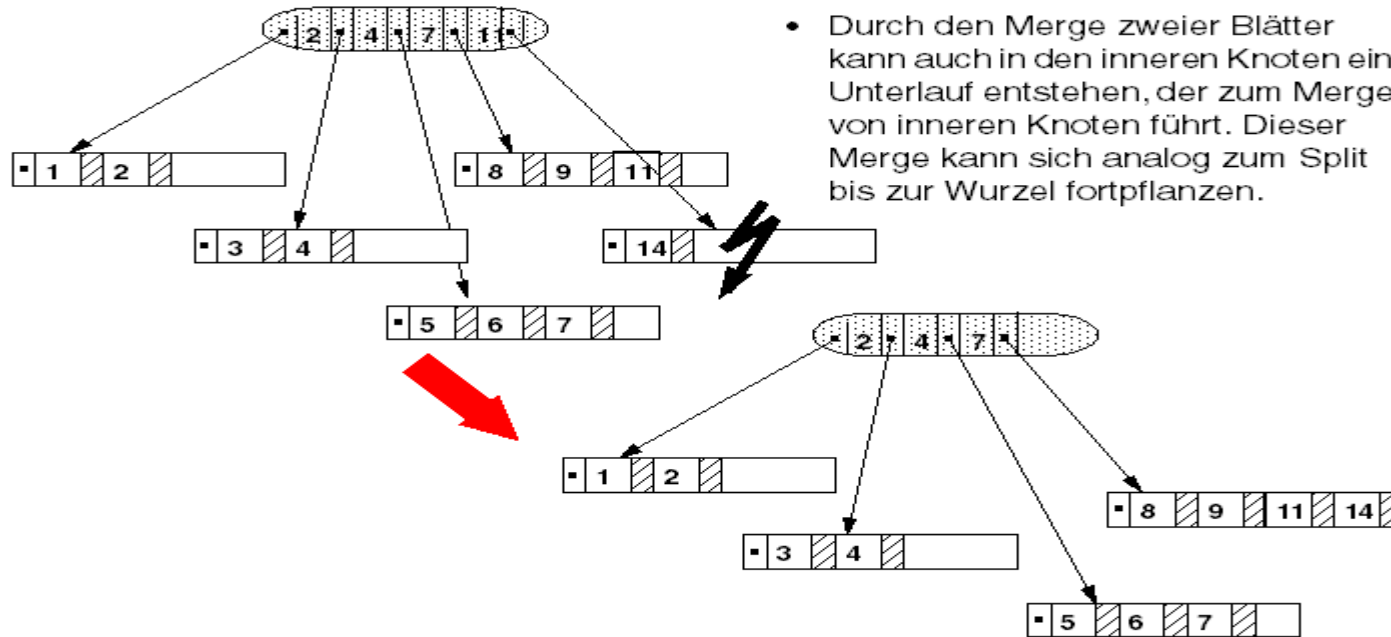 2 4 7 11
• Durch den Merge zweier Blätter
kann auch in den inneren Knoten ein
Unterlauf entstehen, der zum Merge
von inneren Knoten führt. Dieser
Merge kann sich analog zum Split
bis zur Wurzel fortpflanzen.
1 2
8 9 11
3 4
14
5 6 7
2 4 7
1 2
8 9 11 14
3 4
5 6 7